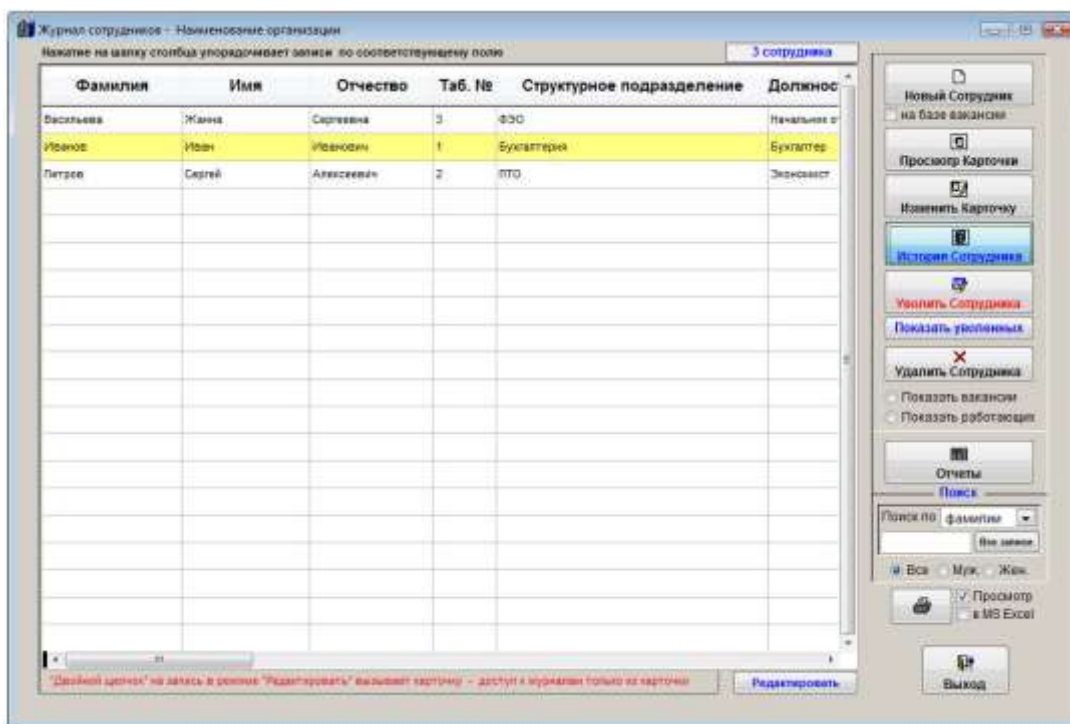 Журнал сотрудников - Наименование организации
Нажатие на шапку столбца упорядочивает записи по соответствующему полю
3 сотрудника
Фамилия Имя Отчество Таб. № Структурное подразделение Должнос
Васильева Жанна Сергеевна 3 ФЭО Начальник от
Иванов Иван Иванович 1 Бухгалтерия Бухгалтер
Петров Сергей Алексеевич 2 ПТО Экономист
"Двойной щелчок" на запись в режиме "Редактировать" вызывает карточку - доступ к журналам только из карточки
Редактировать
Новый Сотрудник
на базе вакансии
Просмотр Карточки
Изменить Карточку
История Сотрудника
Уволить Сотрудника
Показать уволенных
Удалить Сотрудника
Показать вакансии
Показать работающих
Отчеты
Поиск
Поиск по фамилии
Все записи
Все Муж. Жен.
Просмотр
в MS Excel
Выход